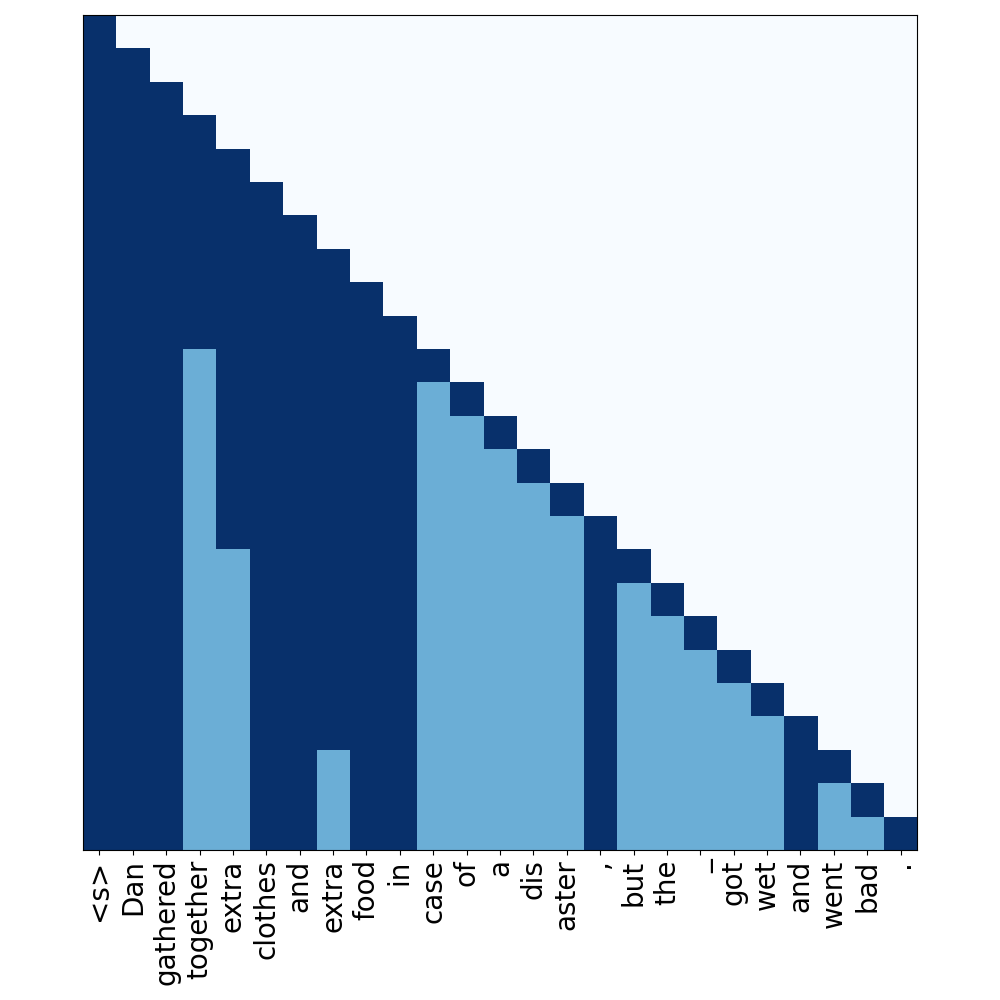 <s> Dan gathered together extra clothes and extra food in case of a dis aster , but the _ got wet and went bad .